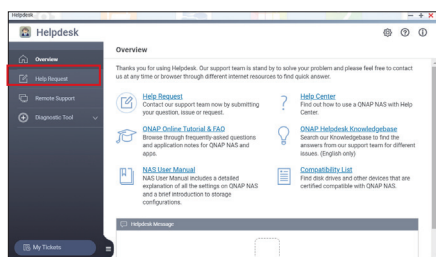 Helpdesk
Helpdesk
Overview
Help Request
Remote Support
Diagnostic Tool
My Tickets
Overview
Thanks you for using Helpdesk. Our support team is stand by to solve your problem and please feel free to contact
us at any time or browser through different internet resources to find quick answer.
Help Request
Contact our support team now by submitting
your question, issue or request.
Help Center
Find out how to use a QNAP NAS with Help
Center.
QNAP Online Tutorial & FAQ
Browse through frequently asked questions
and application notes for QNAP NAS and
apps.
QNAP Helpdesk Knowledgebase
Search our Knowledgebase to find the
answers from our support team for different
issues. (English only)
NAS User Manual
NAS User Manual includes a detailed
explanation of all the settings on QNAP NAS
and a brief introduction to storage
configurations.
Compatibility List
Find disk drives and other devices that are
certified compatible with QNAP NAS.
Helpdesk Message